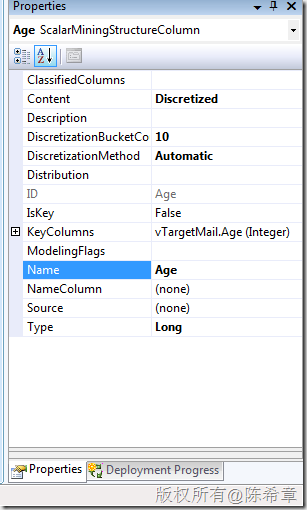 Properties
Age ScalarMiningStructureColumn
ClassifiedColumns
Content Discretized
Description
DiscretizationBucketCo 10
DiscretizationMethod Automatic
Distribution
ID Age
IsKey False
KeyColumns vTargetMail.Age (Integer)
ModelingFlags
Name Age
NameColumn (none)
Source (none)
Type Long
Properties Deployment Progress
版权所有@陈希章